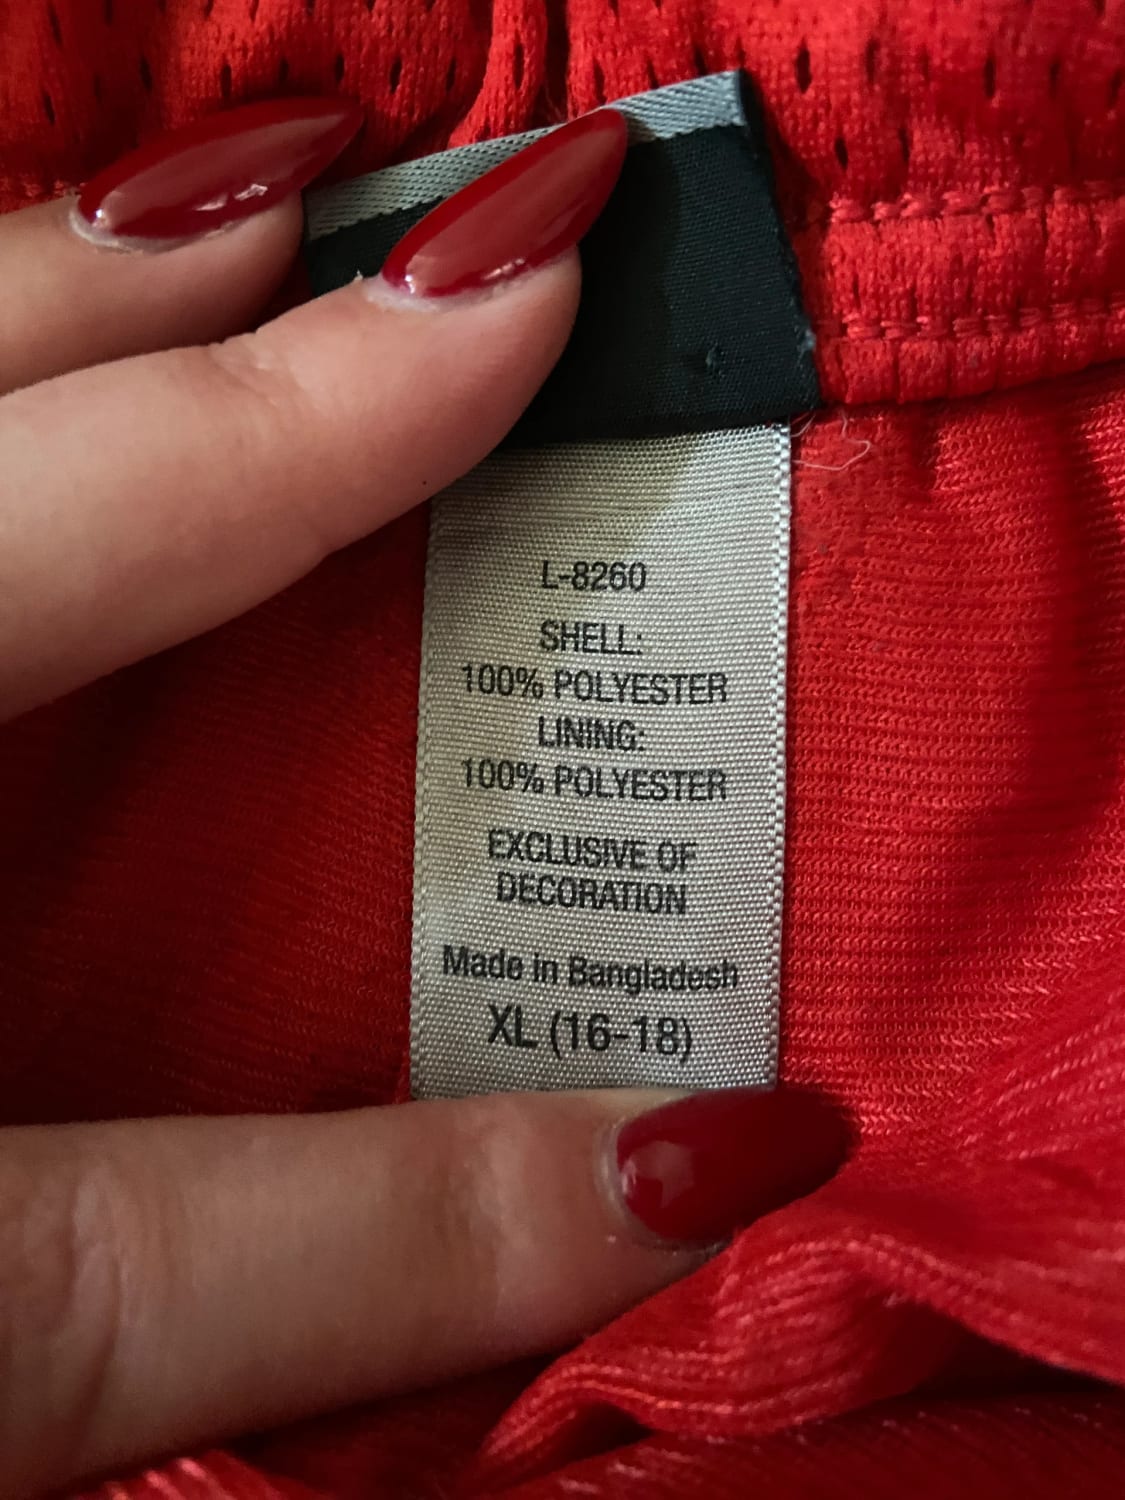 L-8260
SHELL:
100% POLYESTER
LINING:
100% POLYESTER
EXCLUSIVE OF
DECORATION
Made in Bangladesh
XL (16-18)